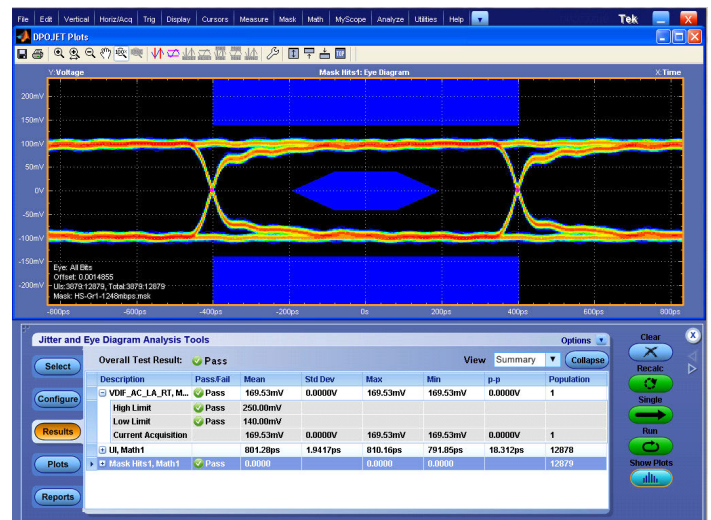 File Edit Vertical Horiz/Acq Trig Display Cursors Measure Mask Math MyScope Analyze Utilities Help Tek
DPOJET Plots
100%
TOP
Y:Voltage Mask Hits1: Eye Diagram X:Time
200mV
150mV
100mV
50mV
0V
-50mV
-100mV
-150mV
-200mV
Eye: All Bits
Offset: 0.0014855
UIs:3879:12879, Total:3879:12879
Mask: HS-Gr1-1248mbps.msk
-800ps -600ps -400ps -200ps 0s 200ps 400ps 600ps 800ps
Jitter and Eye Diagram Analysis Tools Options
Select
Configure
Results
Plots
Reports
Overall Test Result: Pass View Summary Collapse
Description Pass/Fail Mean Std Dev Max Min p-p Population
VDIF_AC_LA_RT, M... Pass 169.53mV 0.0000V 169.53mV 169.53mV 0.0000V 1
High Limit Pass 250.00mV
Low Limit Pass 140.00mV
Current Acquisition 169.53mV 0.0000V 169.53mV 169.53mV 0.0000V 1
UI, Math1 801.28ps 1.9417ps 810.16ps 791.85ps 18.312ps 12878
Mask Hits1, Math1 Pass 0.0000 0.0000 0.0000 12879
Clear
Recalc
Single
Run
Show Plots